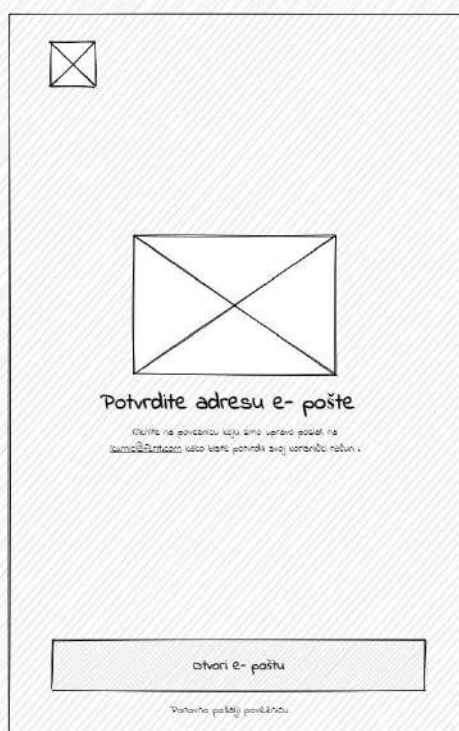 Potvrdite adresu e- pošte
Kliknite na poveznicu koju smo upravo poslali na
kako biste potvrdili svoj korisnički račun .
Otvori e- poštu
Ponovno pošalji poveznicu